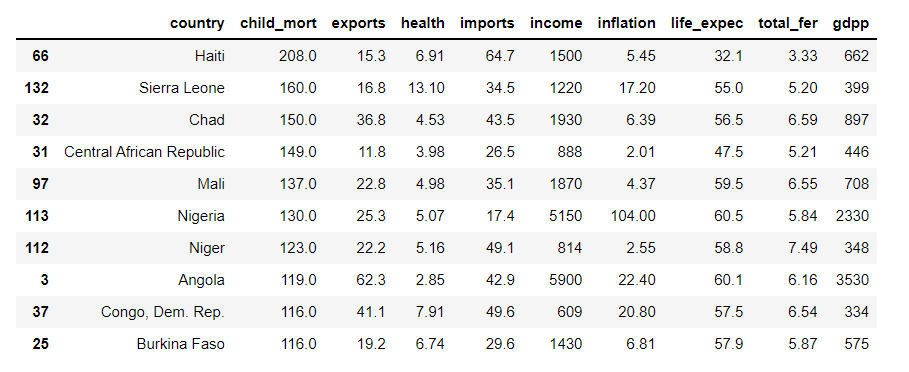 country child_mort exports health imports income inflation life_expec total_fer gdpp
66 Haiti 208.0 15.3 6.91 64.7 1500 5.45 32.1 3.33 662
132 Sierra Leone 160.0 16.8 13.10 34.5 1220 17.20 55.0 5.20 399
32 Chad 150.0 36.8 4.53 43.5 1930 6.39 56.5 6.59 897
31 Central African Republic 149.0 11.8 3.98 26.5 888 2.01 47.5 5.21 446
97 Mali 137.0 22.8 4.98 35.1 1870 4.37 59.5 6.55 708
113 Nigeria 130.0 25.3 5.07 17.4 5150 104.00 60.5 5.84 2330
112 Niger 123.0 22.2 5.16 49.1 814 2.55 58.8 7.49 348
3 Angola 119.0 62.3 2.85 42.9 5900 22.40 60.1 6.16 3530
37 Congo, Dem. Rep. 116.0 41.1 7.91 49.6 609 20.80 57.5 6.54 334
25 Burkina Faso 116.0 19.2 6.74 29.6 1430 6.81 57.9 5.87 575